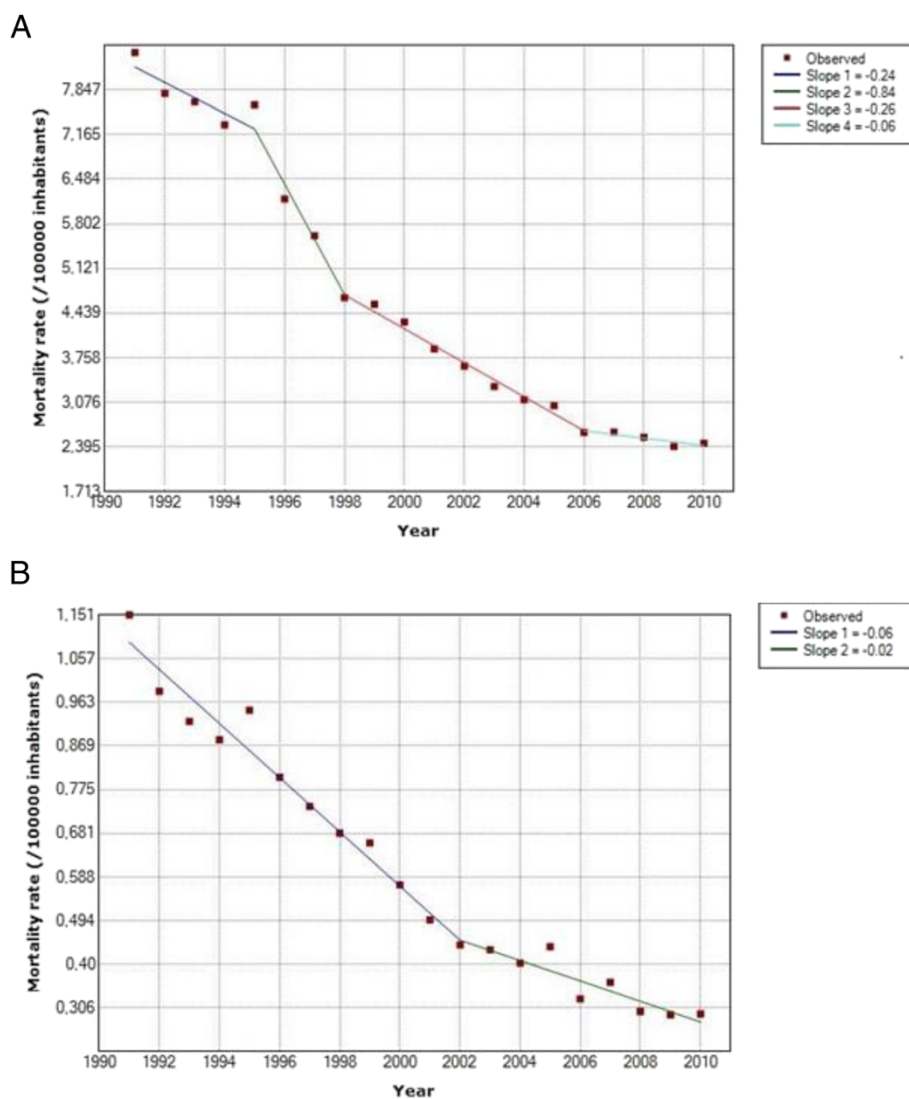 A
Mortality rate (/100000 inhabitants)
7.847
7.165
6.484
5.802
5.121
4.439
3.758
3.076
2.395
1.713
1990 1992 1994 1996 1998 2000 2002 2004 2006 2008 2010
Year
Observed
Slope 1 = -0.24
Slope 2 = -0.84
Slope 3 = -0.26
Slope 4 = -0.06
B
Mortality rate (/100000 inhabitants)
1.151
1.057
0.963
0.869
0.775
0.681
0.588
0.494
0.40
0.306
1990 1992 1994 1996 1998 2000 2002 2004 2006 2008 2010
Year
Observed
Slope 1 = -0.06
Slope 2 = -0.02